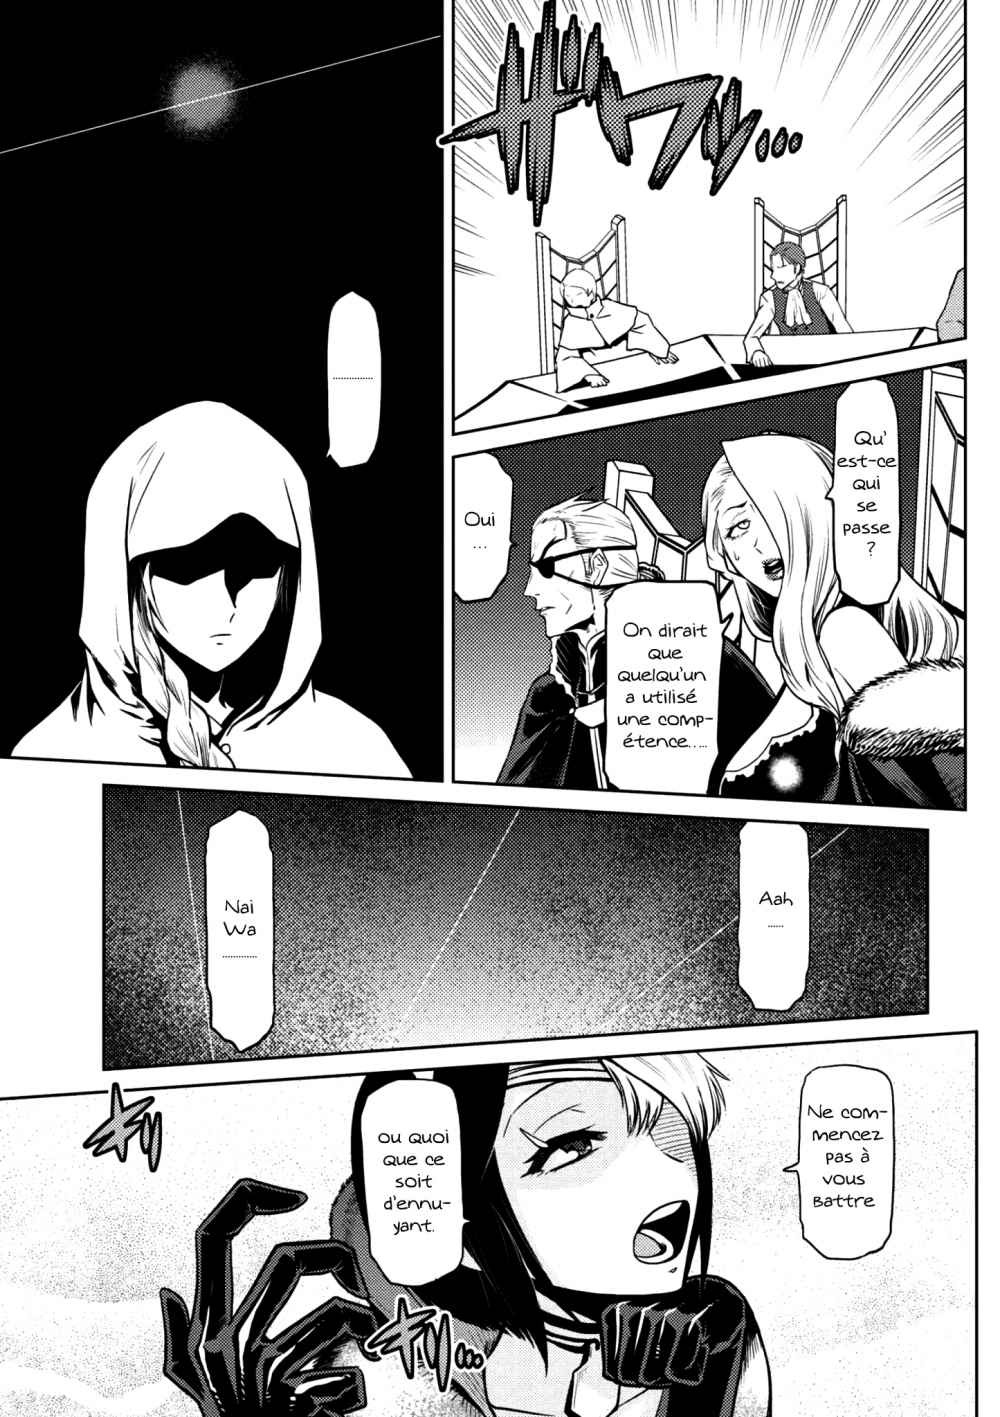 ザワッ...
Qu'
est-ce
qui
se
passe
?
Oui
...
On dirait
que
quelqu'un
a utilisé
une comp-
étence.....
...............
Aah
......
Nai
Wa
.............
Ne com-
mencez
pas à
vous
battre
ou quoi
que ce
soit
d'ennu-
yant.
ギリ
ギリ...